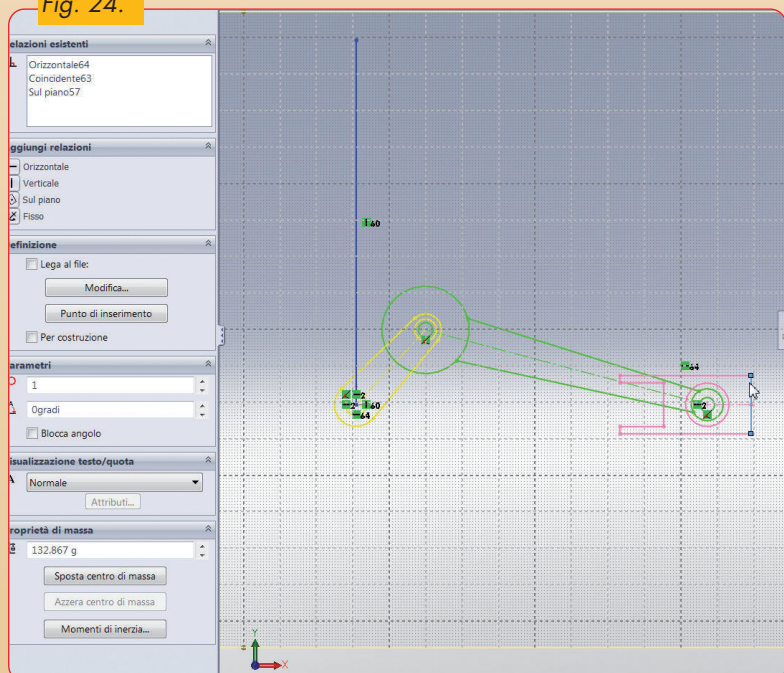 Fig. 24.
elazioni esistenti
Orizzontale64
Coincidente63
Sul piano57
ggiungi relazioni
Orizzontale
Verticale
Sul piano
Fisso
efinizione
Lega al file:
Modifica...
Punto di inserimento
Per costruzione
arametri
1
0gradi
Blocca angolo
isualizzazione testo/quota
Normale
Attributi...
roprietà di massa
132.867 g
Sposta centro di massa
Azzera centro di massa
Momenti di inerzia...
60
64
2
2
60
64
2
Y
X